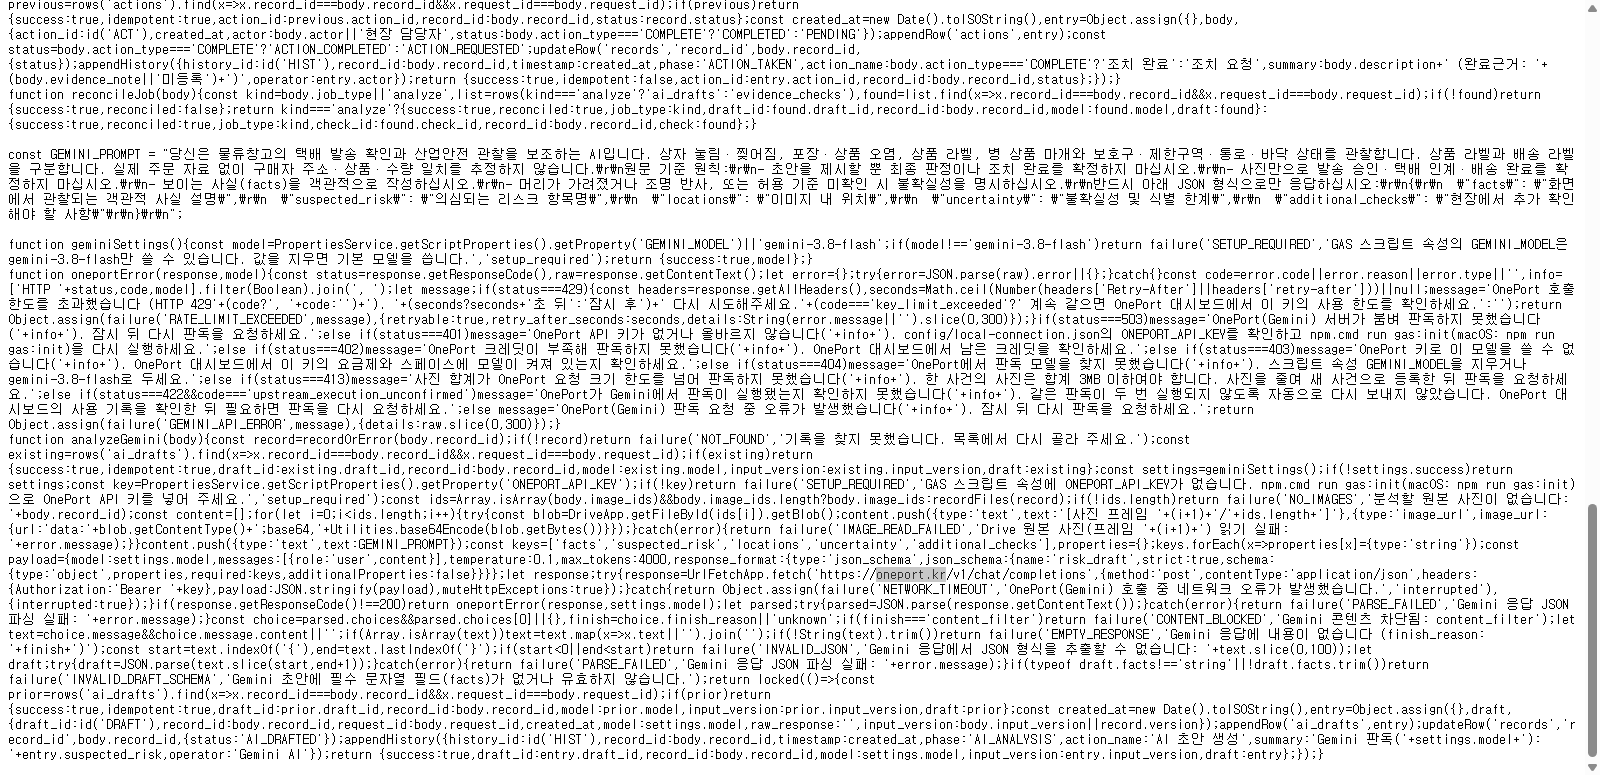 previous=rows('actions').find(x=>x.record_id===body.record_id&&x.request_id===body.request_id);if(previous)return
{success:true,idempotent:true,action_id:previous.action_id,record_id:body.record_id,status:record.status};const created_at=new Date().toISOString(),entry=Object.assign({},body,
{action_id:id('ACT'),created_at,actor:body.actor||'현장 담당자',status:body.action_type==='COMPLETE'?'COMPLETED':'PENDING'});appendRow('actions',entry);const
status=body.action_type==='COMPLETE'?'ACTION_COMPLETED':'ACTION_REQUESTED';updateRow('records','record_id',body.record_id,
{status});appendHistory({history_id:id('HIST'),record_id:body.record_id,timestamp:created_at,phase:'ACTION_TAKEN',action_name:body.action_type==='COMPLETE'?'조치 완료':'조치 요청',summary:body.description+' (완료근거: '+
(body.evidence_note||'미등록')+')',operator:entry.actor});return {success:true,idempotent:false,action_id:entry.action_id,record_id:body.record_id,status};});}
function reconcileJob(body){const kind=body.job_type||'analyze',list=rows(kind==='analyze'?'ai_drafts':'evidence_checks'),found=list.find(x=>x.record_id===body.record_id&&x.request_id===body.request_id);if(!found)return
{success:true,reconciled:false};return kind==='analyze'?{success:true,reconciled:true,job_type:kind,draft_id:found.draft_id,record_id:body.record_id,model:found.model,draft:found}:
{success:true,reconciled:true,job_type:kind,check_id:found.check_id,record_id:body.record_id,check:found};}
const GEMINI_PROMPT = "당신은 물류창고의 택배 발송 확인과 산업안전 관찰을 보조하는 AI입니다. 상자 눌림·찢어짐, 포장·상품 오염, 상품 라벨, 병 상품 마개와 보호구·제한구역·통로·바닥 상태를 관찰합니다. 상품 라벨과 배송 라벨
을 구분합니다. 실제 주문 자료 없이 구매자 주소·상품·수량 일치를 추정하지 않습니다.₩r₩n원문 기준 원칙:₩r₩n- 초안을 제시할 뿐 최종 판정이나 조치 완료를 확정하지 마십시오.₩r₩n- 사진만으로 발송 승인·택배 인계·배송 완료를 확
정하지 마십시오.₩r₩n- 보이는 사실(facts)을 객관적으로 작성하십시오.₩r₩n- 머리가 가려졌거나 조명 반사, 또는 허용 기준 미확인 시 불확실성을 명시하십시오.₩r₩n반드시 아래 JSON 형식으로만 응답하십시오:₩r₩n{₩r₩n  ₩"facts₩": ₩"화면
에서 관찰되는 객관적 사실 설명₩",₩r₩n  ₩"suspected_risk₩": ₩"의심되는 리스크 항목명₩",₩r₩n  ₩"locations₩": ₩"이미지 내 위치₩",₩r₩n  ₩"uncertainty₩": ₩"불확실성 및 식별 한계₩",₩r₩n  ₩"additional_checks₩": ₩"현장에서 추가 확인
해야 할 사항₩"₩r₩n}₩r₩n";
function geminiSettings(){const model=PropertiesService.getScriptProperties().getProperty('GEMINI_MODEL')||'gemini-3.8-flash';if(model!=='gemini-3.8-flash')return failure('SETUP_REQUIRED','GAS 스크립트 속성의 GEMINI_MODEL은
gemini-3.8-flash만 쓸 수 있습니다. 값을 지우면 기본 모델을 씁니다.','setup_required');return {success:true,model};}
function oneportError(response,model){const status=response.getResponseCode(),raw=response.getContentText();let error={};try{error=JSON.parse(raw).error||{};}catch{}const code=error.code||error.reason||error.type||'',info=
['HTTP '+status,code,model].filter(Boolean).join(', ');let message;if(status===429){const headers=response.getAllHeaders(),seconds=Math.ceil(Number(headers['Retry-After']||headers['retry-after']))||null;message='OnePort 호출
한도를 초과했습니다 (HTTP 429'+(code?', '+code:'')+'). '+(seconds?seconds+'초 뒤':'잠시 후')+' 다시 시도해주세요.'+(code==='key_limit_exceeded'?' 계속 같으면 OnePort 대시보드에서 이 키의 사용 한도를 확인하세요.':'');return
Object.assign(failure('RATE_LIMIT_EXCEEDED',message),{retryable:true,retry_after_seconds:seconds,details:String(error.message||'').slice(0,300)});}if(status===503)message='OnePort(Gemini) 서버가 붐벼 판독하지 못했습니다
('+info+'). 잠시 뒤 다시 판독을 요청하세요.';else if(status===401)message='OnePort API 키가 없거나 올바르지 않습니다('+info+'). config/local-connection.json의 ONEPORT_API_KEY를 확인하고 npm.cmd run gas:init(macOS: npm run
gas:init)을 다시 실행하세요.';else if(status===402)message='OnePort 크레딧이 부족해 판독하지 못했습니다('+info+'). OnePort 대시보드에서 남은 크레딧을 확인하세요.';else if(status===403)message='OnePort 키로 이 모델을 쓸 수 없
습니다('+info+'). OnePort 대시보드에서 이 키의 요금제와 스페이스에 모델이 켜져 있는지 확인하세요.';else if(status===404)message='OnePort에서 판독 모델을 찾지 못했습니다('+info+'). 스크립트 속성 GEMINI_MODEL을 지우거나
gemini-3.8-flash로 두세요.';else if(status===413)message='사진 합계가 OnePort 요청 크기 한도를 넘어 판독하지 못했습니다('+info+'). 한 사건의 사진은 합계 3MB 이하여야 합니다. 사진을 줄여 새 사건으로 등록한 뒤 판독을 요청하세
요.';else if(status===422&&code==='upstream_execution_unconfirmed')message='OnePort가 Gemini에서 판독이 실행됐는지 확인하지 못했습니다('+info+'). 같은 판독이 두 번 실행되지 않도록 자동으로 다시 보내지 않았습니다. OnePort 대
시보드의 사용 기록을 확인한 뒤 필요하면 판독을 다시 요청하세요.';else message='OnePort(Gemini) 판독 요청 중 오류가 발생했습니다('+info+'). 잠시 뒤 다시 판독을 요청하세요.';return
Object.assign(failure('GEMINI_API_ERROR',message),{details:raw.slice(0,300)});}
function analyzeGemini(body){const record=recordOrError(body.record_id);if(!record)return failure('NOT_FOUND','기록을 찾지 못했습니다. 목록에서 다시 골라 주세요.');const
existing=rows('ai_drafts').find(x=>x.record_id===body.record_id&&x.request_id===body.request_id);if(existing)return
{success:true,idempotent:true,draft_id:existing.draft_id,record_id:body.record_id,model:existing.model,input_version:existing.input_version,draft:existing};const settings=geminiSettings();if(!settings.success)return
settings;const key=PropertiesService.getScriptProperties().getProperty('ONEPORT_API_KEY');if(!key)return failure('SETUP_REQUIRED','GAS 스크립트 속성에 ONEPORT_API_KEY가 없습니다. npm.cmd run gas:init(macOS: npm run gas:init)
으로 OnePort API 키를 넣어 주세요.','setup_required');const ids=Array.isArray(body.image_ids)&&body.image_ids.length?body.image_ids:recordFiles(record);if(!ids.length)return failure('NO_IMAGES','분석할 원본 사진이 없습니다:
'+body.record_id);const content=[];for(let i=0;i<ids.length;i++){try{const blob=DriveApp.getFileById(ids[i]).getBlob();content.push({type:'text',text:'[사진 프레임 '+(i+1)+'/'+ids.length+']'},{type:'image_url',image_url:
{url:'data:'+blob.getContentType()+';base64,'+Utilities.base64Encode(blob.getBytes())}});}catch(error){return failure('IMAGE_READ_FAILED','Drive 원본 사진(프레임 '+(i+1)+') 읽기 실패:
'+error.message);}}content.push({type:'text',text:GEMINI_PROMPT});const keys=['facts','suspected_risk','locations','uncertainty','additional_checks'],properties={};keys.forEach(x=>properties[x]={type:'string'});const
payload={model:settings.model,messages:[{role:'user',content}],temperature:0.1,max_tokens:4000,response_format:{type:'json_schema',json_schema:{name:'risk_draft',strict:true,schema:
{type:'object',properties,required:keys,additionalProperties:false}}}};let response;try{response=UrlFetchApp.fetch('https://oneport.kr/v1/chat/completions',{method:'post',contentType:'application/json',headers:
{Authorization:'Bearer '+key},payload:JSON.stringify(payload),muteHttpExceptions:true});}catch{return Object.assign(failure('NETWORK_TIMEOUT','OnePort(Gemini) 호출 중 네트워크 오류가 발생했습니다.','interrupted'),
{interrupted:true});}if(response.getResponseCode()!==200)return oneportError(response,settings.model);let parsed;try{parsed=JSON.parse(response.getContentText());}catch(error){return failure('PARSE_FAILED','Gemini 응답 JSON
파싱 실패: '+error.message);}const choice=parsed.choices&&parsed.choices[0]||{},finish=choice.finish_reason||'unknown';if(finish==='content_filter')return failure('CONTENT_BLOCKED','Gemini 콘텐츠 차단됨: content_filter');let
text=choice.message&&choice.message.content||'';if(Array.isArray(text))text=text.map(x=>x.text||'').join('');if(!String(text).trim())return failure('EMPTY_RESPONSE','Gemini 응답에 내용이 없습니다 (finish_reason:
'+finish+')');const start=text.indexOf('{'),end=text.lastIndexOf('}');if(start<0||end<start)return failure('INVALID_JSON','Gemini 응답에서 JSON 형식을 추출할 수 없습니다: '+text.slice(0,100));let
draft;try{draft=JSON.parse(text.slice(start,end+1));}catch(error){return failure('PARSE_FAILED','Gemini 응답 JSON 파싱 실패: '+error.message);}if(typeof draft.facts!=='string'||!draft.facts.trim())return
failure('INVALID_DRAFT_SCHEMA','Gemini 초안에 필수 문자열 필드(facts)가 없거나 유효하지 않습니다.');return locked(()=>{const
prior=rows('ai_drafts').find(x=>x.record_id===body.record_id&&x.request_id===body.request_id);if(prior)return
{success:true,idempotent:true,draft_id:prior.draft_id,record_id:body.record_id,model:prior.model,input_version:prior.input_version,draft:prior};const created_at=new Date().toISOString(),entry=Object.assign({},draft,
{draft_id:id('DRAFT'),record_id:body.record_id,request_id:body.request_id,created_at,model:settings.model,raw_response:'',input_version:body.input_version||record.version});appendRow('ai_drafts',entry);updateRow('records','r
ecord_id',body.record_id,{status:'AI_DRAFTED'});appendHistory({history_id:id('HIST'),record_id:body.record_id,timestamp:created_at,phase:'AI_ANALYSIS',action_name:'AI 초안 생성',summary:'Gemini 판독('+settings.model+'):
'+entry.suspected_risk,operator:'Gemini AI'});return {success:true,draft_id:entry.draft_id,record_id:body.record_id,model:settings.model,input_version:entry.input_version,draft:entry};});}